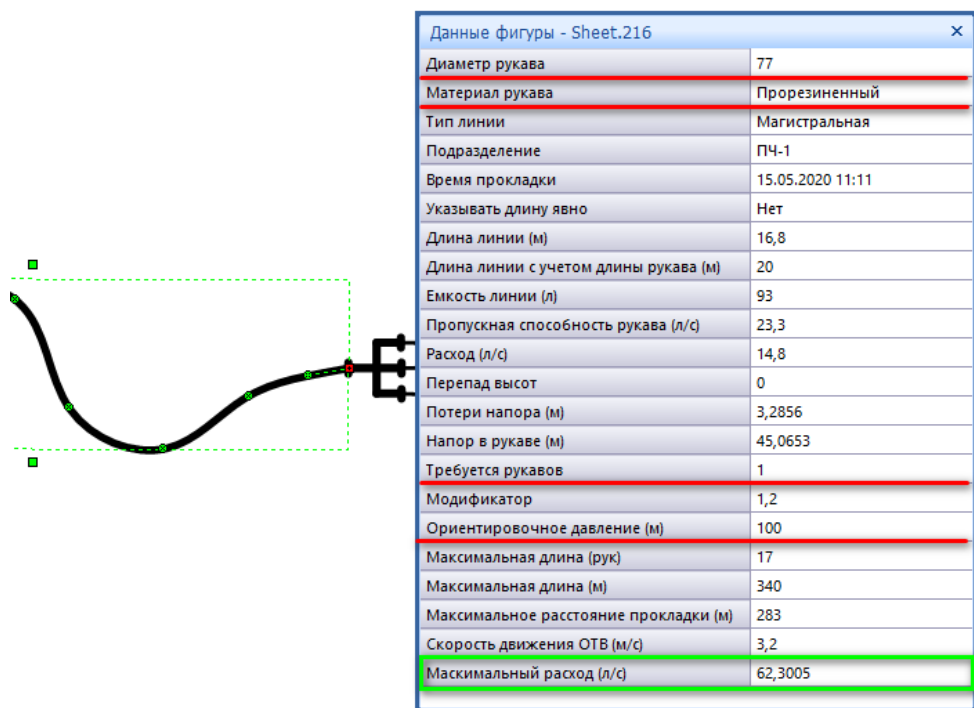 Данные фигуры - Sheet.216 ×
Диаметр рукава 77
Материал рукава Прорезиненный
Тип линии Магистральная
Подразделение ПЧ-1
Время прокладки 15.05.2020 11:11
Указывать длину явно Нет
Длина линии (м) 16,8
Длина линии с учетом длины рукава (м) 20
Емкость линии (л) 93
Пропускная способность рукава (л/с) 23,3
Расход (л/с) 14,8
Перепад высот 0
Потери напора (м) 3,2856
Напор в рукаве (м) 45,0653
Требуется рукавов 1
Модификатор 1,2
Ориентировочное давление (м) 100
Максимальная длина (рук) 17
Максимальная длина (м) 340
Максимальное расстояние прокладки (м) 283
Скорость движения ОТВ (м/с) 3,2
Маскимальный расход (л/с) 62,3005